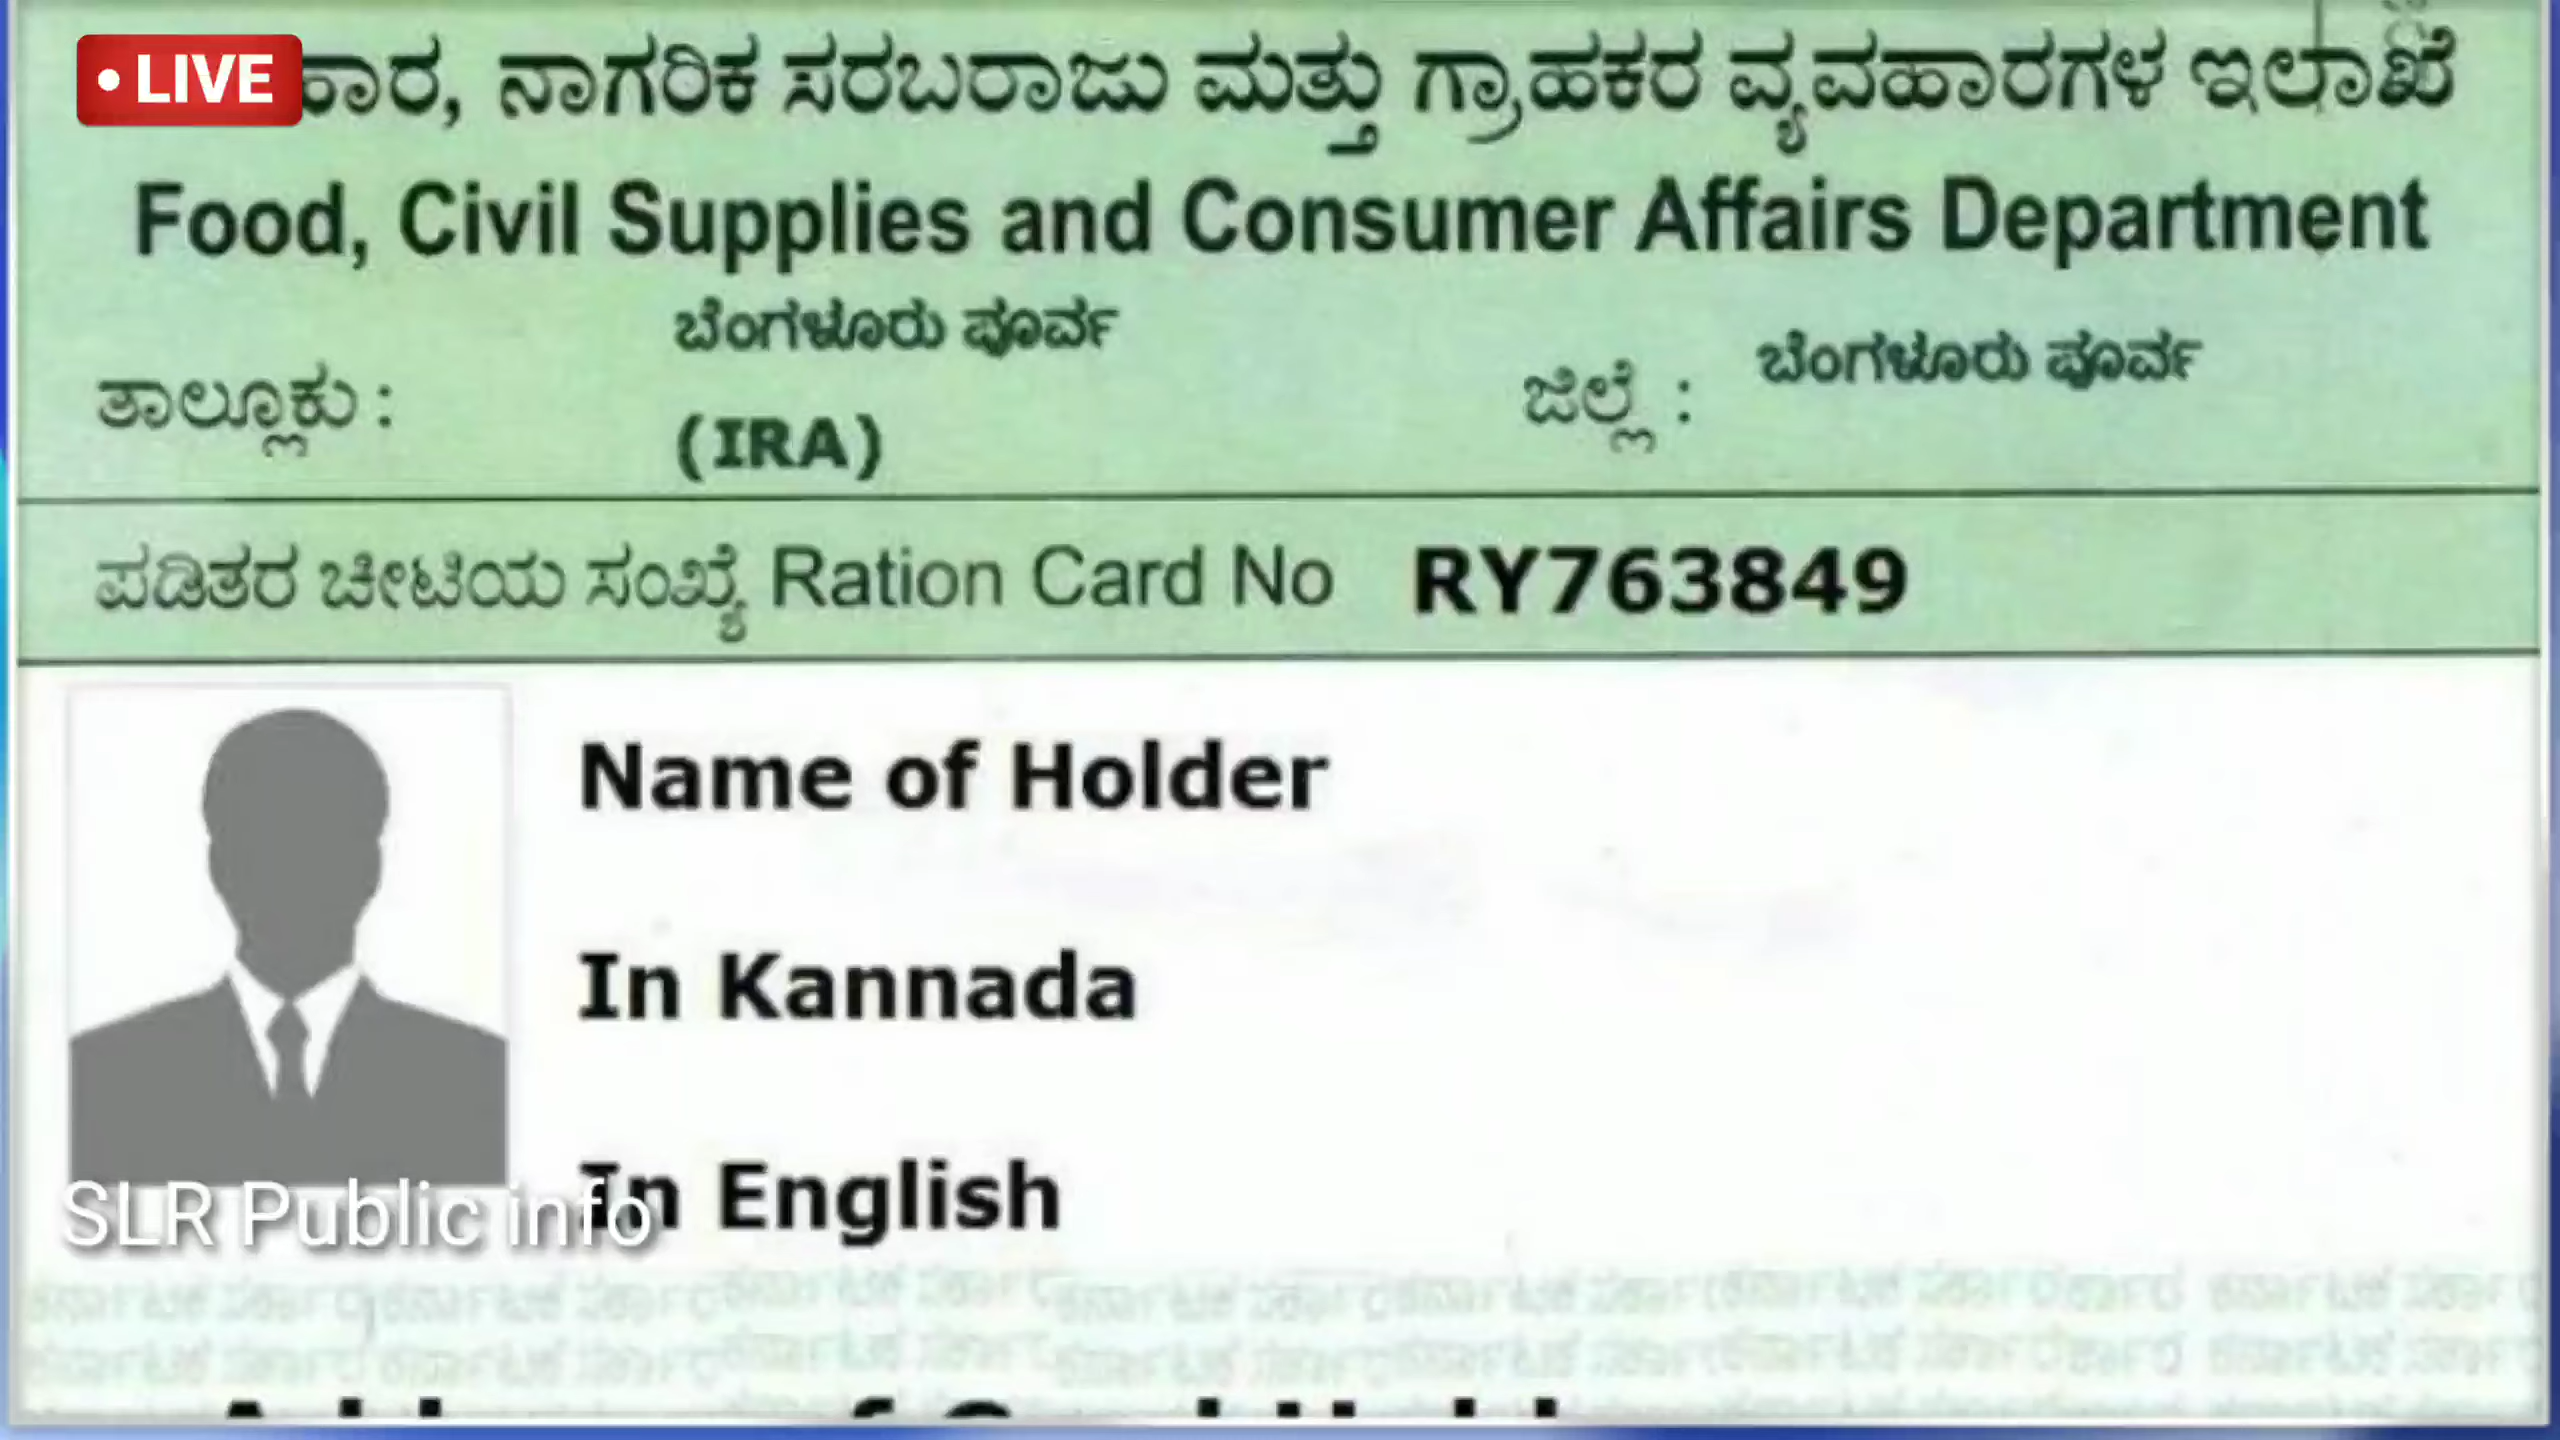 • LIVE
ಹಾರ, ನಾಗರಿಕ ಸರಬರಾಜು ಮತ್ತು ಗ್ರಾಹಕರ ವ್ಯವಹಾರಗಳ ಇಲಾಖೆ
Food, Civil Supplies and Consumer Affairs Department
ತಾಲ್ಲೂಕು : ಬೆಂಗಳೂರು ಪೂರ್ವ (IRA) ಜಿಲ್ಲೆ : ಬೆಂಗಳೂರು ಪೂರ್ವ
ಪಡಿತರ ಚೀಟಿಯ ಸಂಖ್ಯೆ Ration Card No RY763849
Name of Holder
In Kannada
In English
SLR Public info